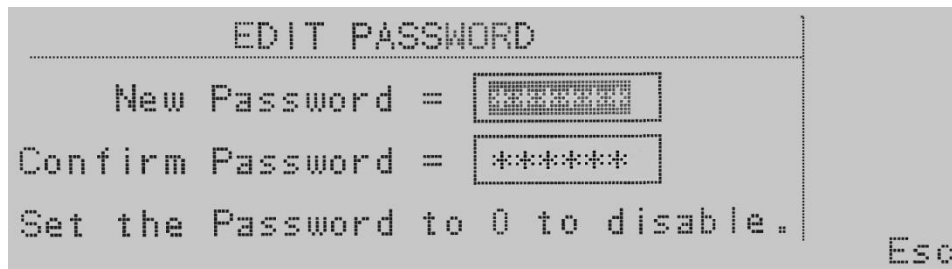 EDIT PASSWORD
New Password = ******
Confirm Password = ******
Set the Password to 0 to disable.
Esc